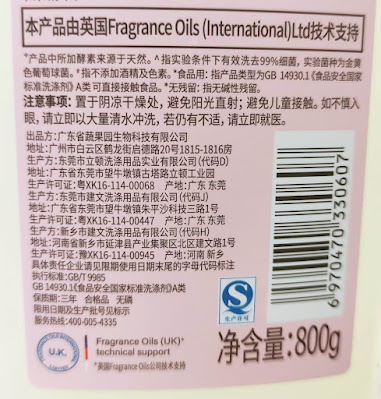 本产品由英国Fragrance Oils (International)Ltd技术支持
*产品中所加酵素来源于天然。^指实验条件下有效洗去99%细菌，实验菌种为金黄
色葡萄球菌。*指不添加酒精及色素。*食品用：指产品类型为GB 14930.1《食品安全国
家标准洗涤剂》A类可直接接触食品。*无残留：指无碱性残留。
注意事项：置于阴凉干燥处，避免阳光直射；避免儿童接触。如不慎入
眼，请立即以大量清水冲洗，若仍有不适，请立即就医。
出品方：广东省蔬果园生物科技有限公司
地址：广州市白云区鹤龙街启德路20号1815-1816房
生产方：东莞市立顿洗涤用品实业有限公司(代码D)
地址：广东省东莞市望牛墩镇古塔路立顿工业园
生产许可证：粤XK16-114-00068 产地：广东 东莞
生产方：东莞市建文洗涤用品有限公司(代码J)
地址：广东省东莞市望牛墩镇朱平沙科技三路1号
生产许可证：粤XK16-114-00447 产地：广东 东莞
生产方：新乡市建文洗涤用品有限公司(代码H)
地址：河南省新乡市延津县产业集聚区北区建文路1号
生产许可证：豫XK16-114-00945 产地：河南 新乡
具体责任企业请见限期使用日期末尾的字母代码标注
执行标准：GB/T 9985
GB 14930.1《食品安全国家标准洗涤剂》A类
保质期：三年 合格品 无磷
限用日期及批号见标示
服务热线：400-005-4335
6 970470 330607
生产许可
净含量：800g
U.K.
Fragrance Oils (UK)⁺
technical support
⁺英国Fragrance Oils公司技术支持